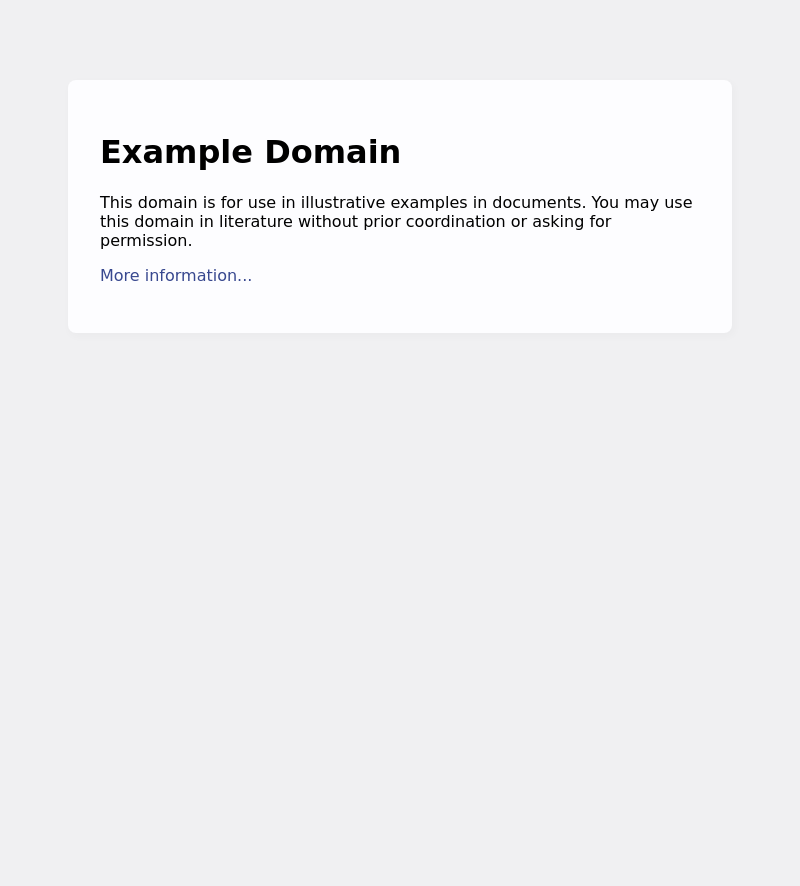 Example Domain
This domain is for use in illustrative examples in documents. You may use
this domain in literature without prior coordination or asking for
permission.
More information...